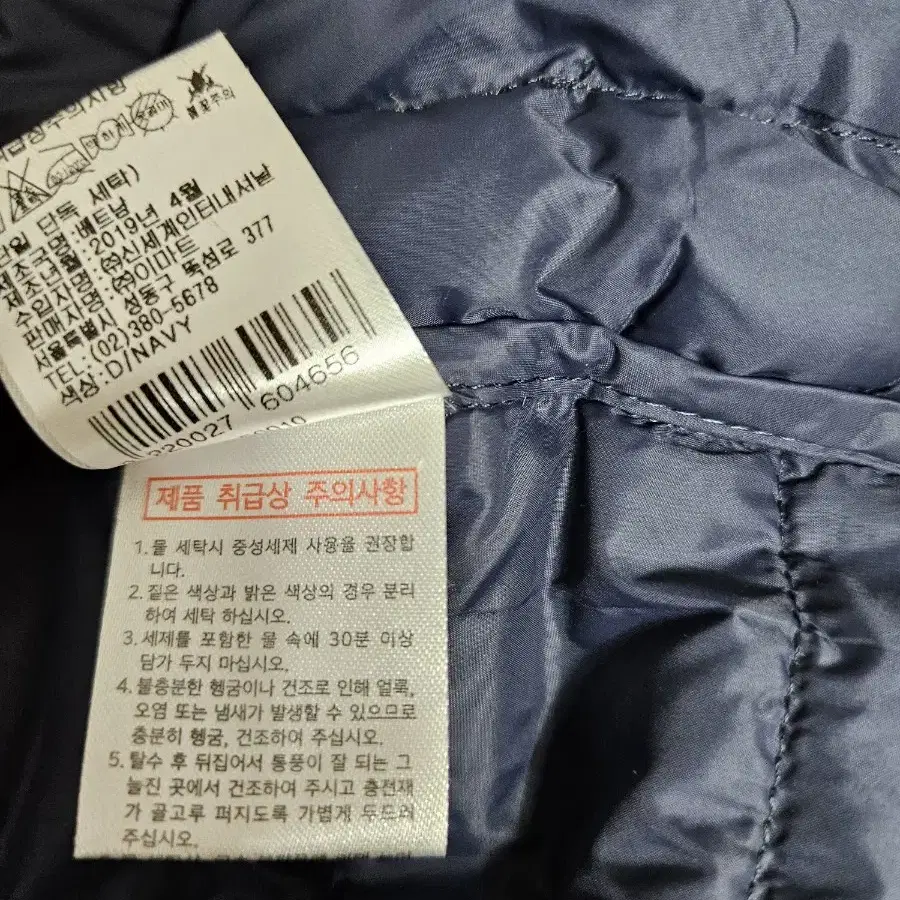 취급상주의사항
불꽃주의
단독 세탁)
제조국명:베트남
제조년월:2019년 4월
수입자명:㈜신세계인터내셔날
판매자명:㈜이마트
서울특별시 성동구 뚝섬로 377
TEL:(02)380-5678
색상:D/NAVY
220027 604656
제품 취급상 주의사항
1. 물 세탁시 중성세제 사용을 권장합
니다.
2. 짙은 색상과 밝은 색상의 경우 분리
하여 세탁 하십시오.
3. 세제를 포함한 물 속에 30분 이상
담가 두지 마십시오.
4. 불충분한 헹굼이나 건조로 인해 얼룩,
오염 또는 냄새가 발생할 수 있으므로
충분히 헹굼, 건조하여 주십시오.
5. 탈수 후 뒤집어서 통풍이 잘 되는 그
늘진 곳에서 건조하여 주시고 충전재
가 골고루 퍼지도록 가볍게 두드려
주십시오.